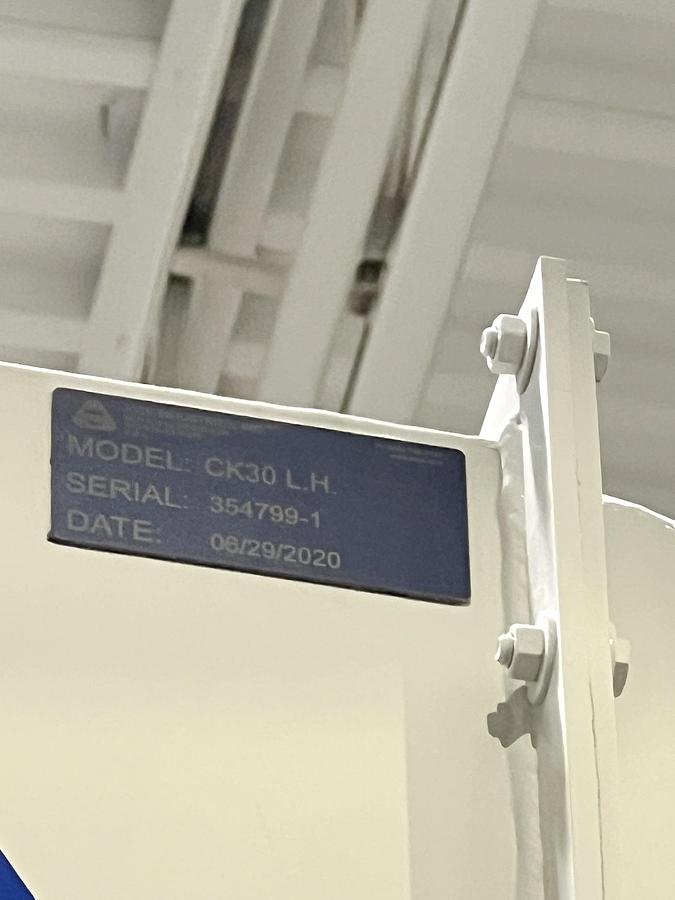 MODEL: CK30 L.H.
SERIAL: 354799-1
DATE: 06/29/2020